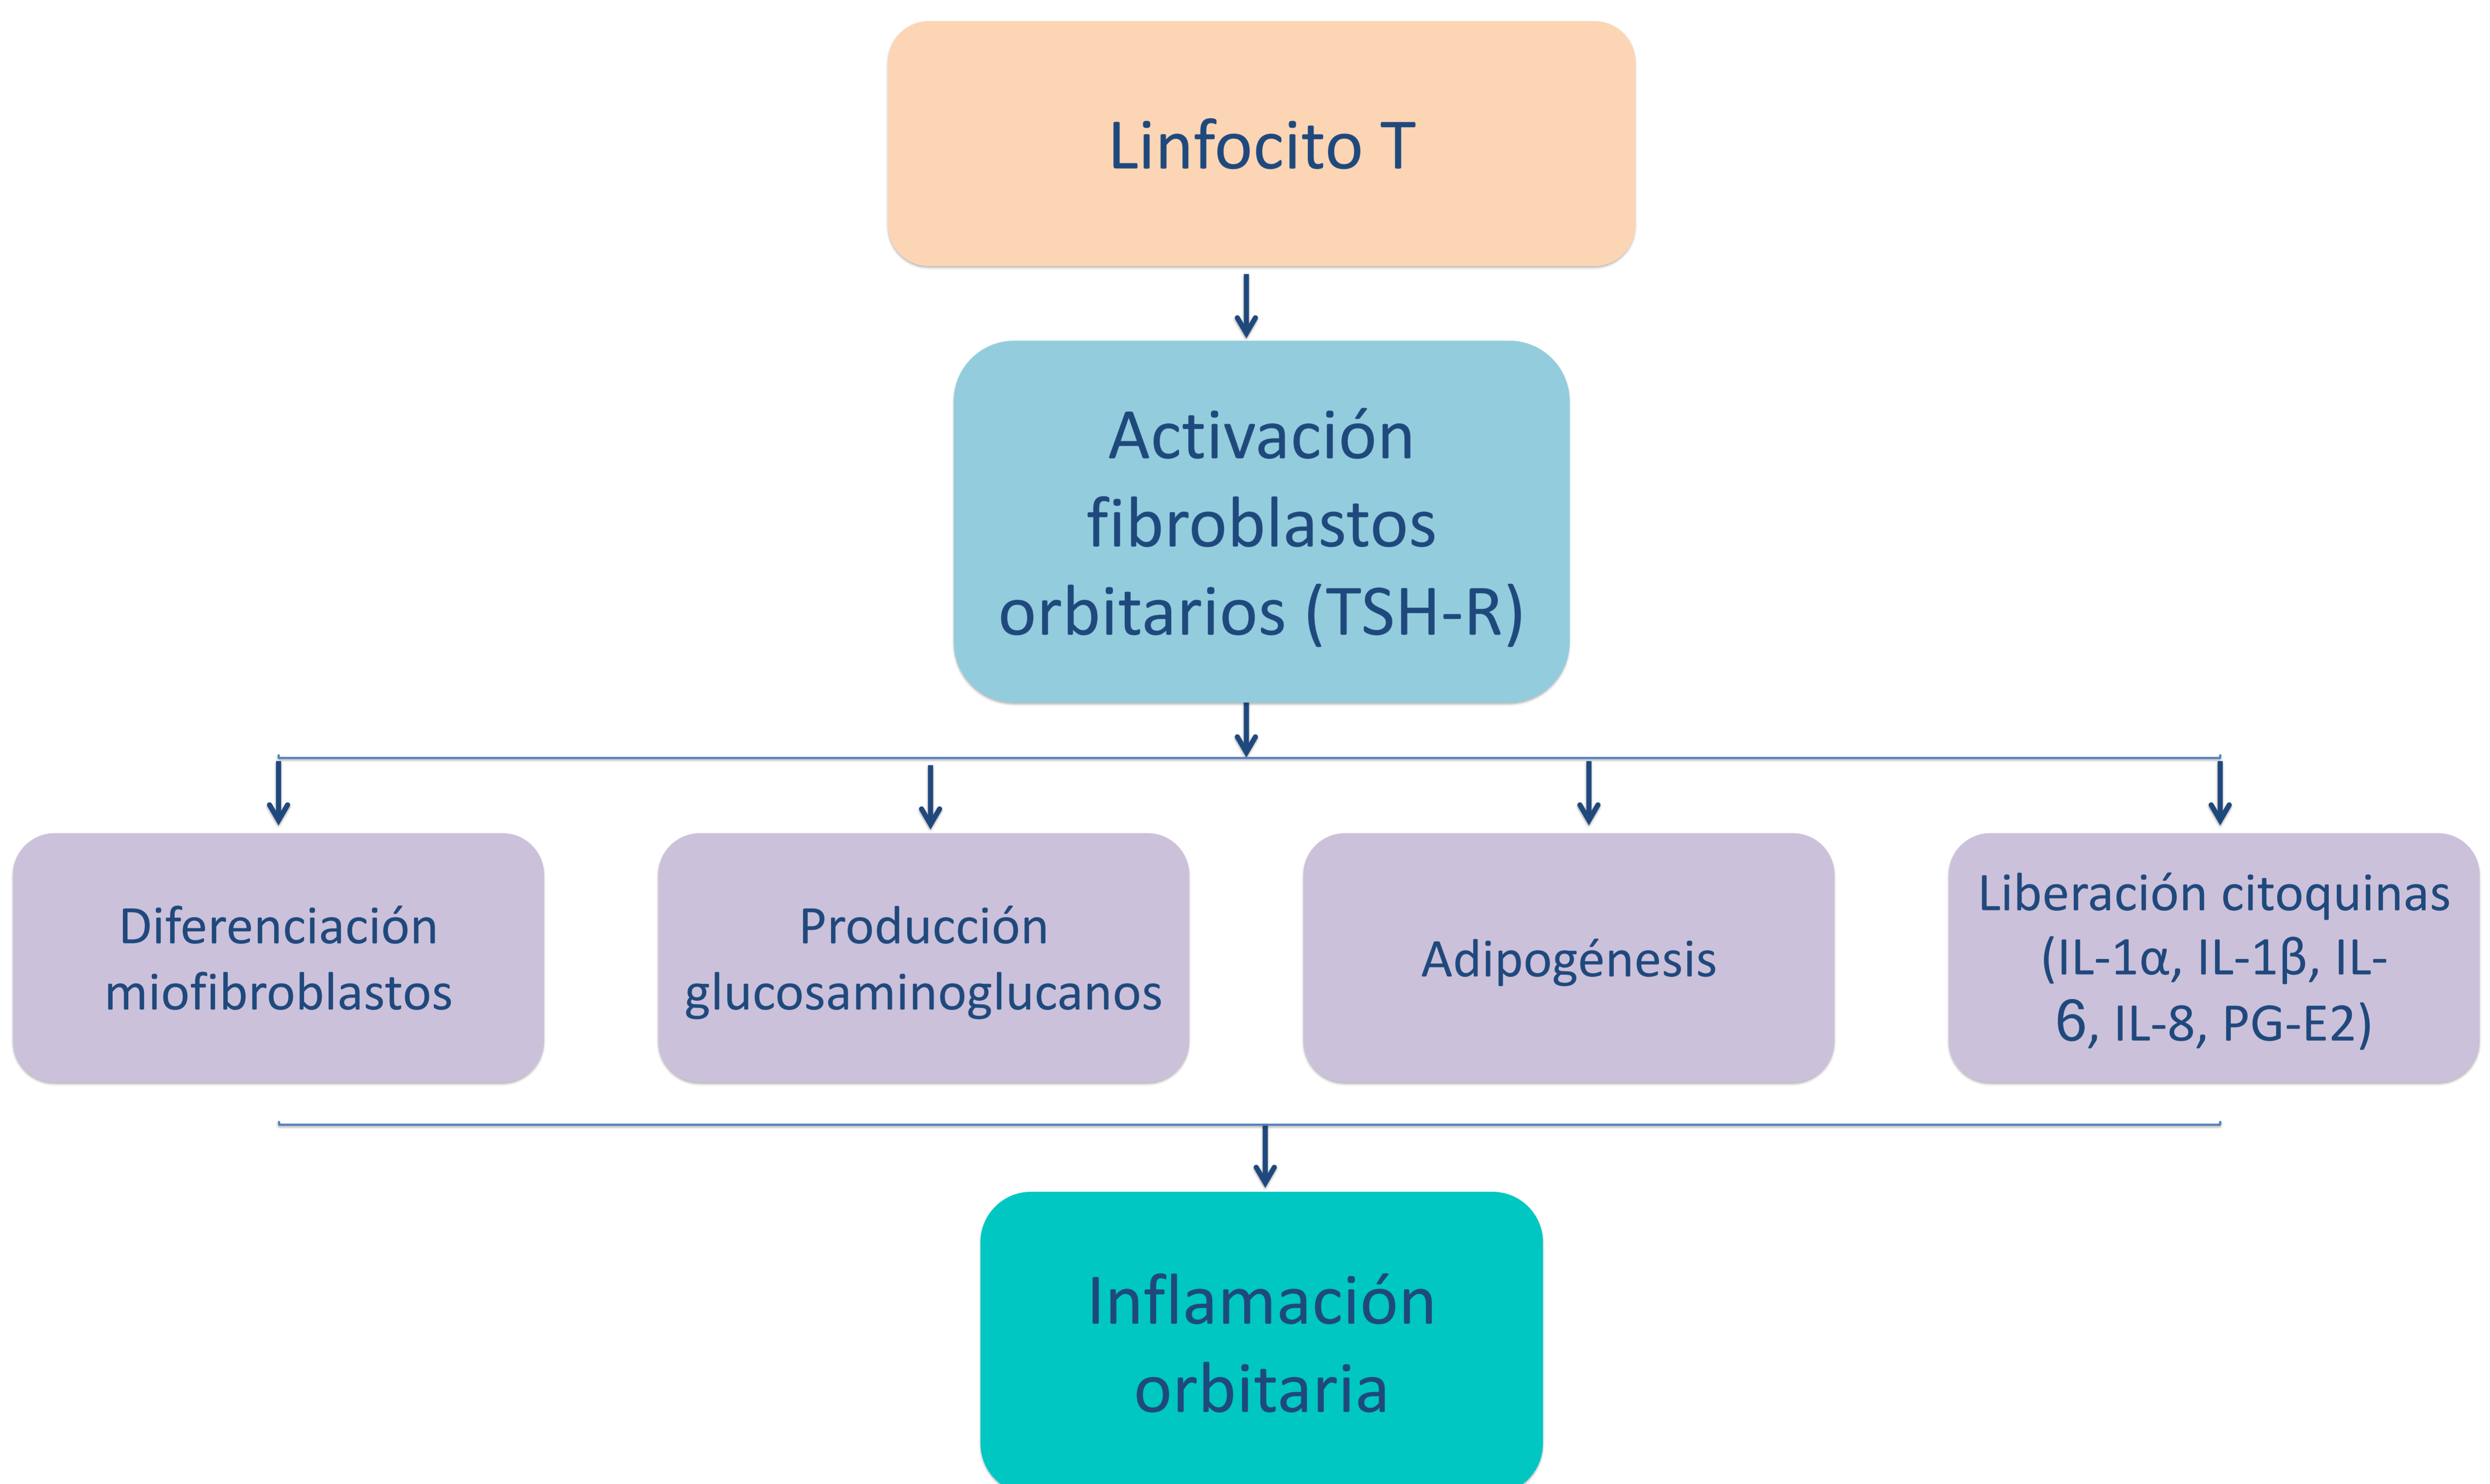 Linfocito T
Activación
fibroblastos
orbitarios (TSH-R)
Diferenciación
miofibroblastos
Producción
glucosaminoglucanos
Adipogénesis
Liberación citoquinas
(IL-1α, IL-1β, IL-
6, IL-8, PG-E2)
Inflamación
orbitaria